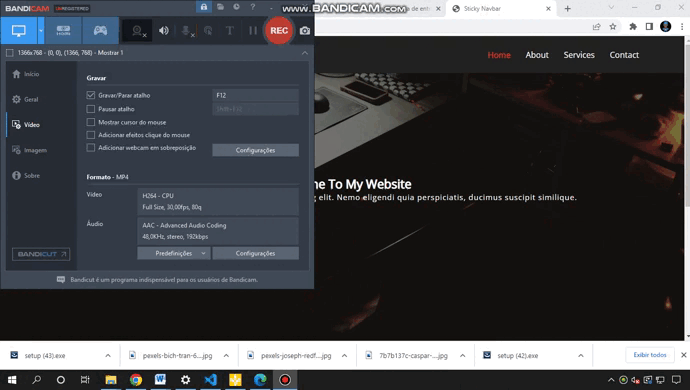 BANDICAM UNREGISTERED
www.BANDICAM.com
de em
Sticky Navbar
REC
1366x768 - (0, 0), (1366, 768) - Mostrar 1
Início
Geral
Vídeo
Imagem
Sobre
BANDICUT
Gravar
Gravar/Parar atalho F12
Pausar atalho Shift+F12
Mostrar cursor do mouse
Adicionar efeitos clique do mouse
Adicionar webcam em sobreposição
Configurações
Formato - MP4
Vídeo H264 - CPU
Full Size, 30,00fps, 80q
Áudio AAC - Advanced Audio Coding
48,0KHz, stereo, 192kbps
Predefinições Configurações
Bandicut é um programa indispensável para os usuários de Bandicam.
Home About Services Contact
me To My Website
elit. Nemo eligendi quia perspiciatis, ducimus suscipit similique.
setup (43).exe
pexels-bich-tran-6....jpg
pexels-joseph-redf....jpg
7b7b137c-caspar-....jpg
setup (42).exe
Exibir todos